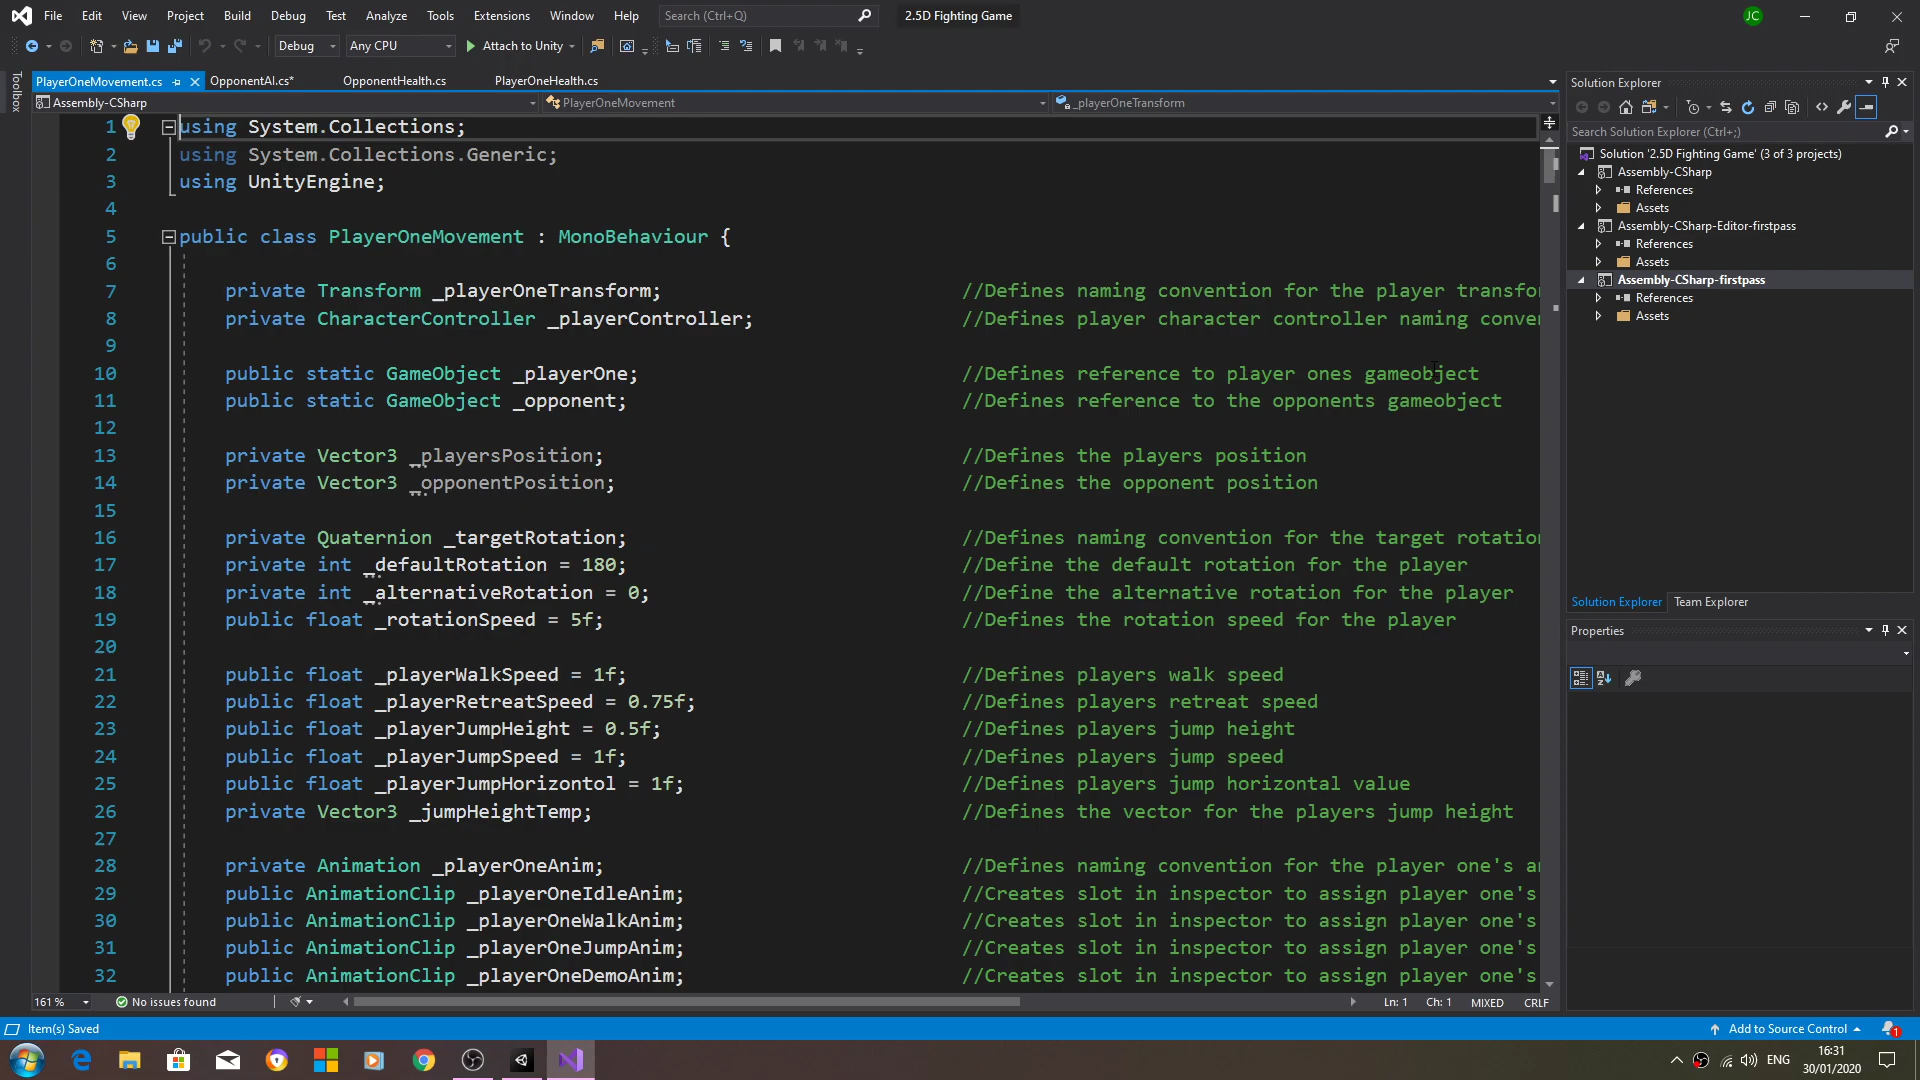 File Edit View Project Build Debug Test Analyze Tools Extensions Window Help Search (Ctrl+Q) 2.5D Fighting Game JC
Debug Any CPU Attach to Unity
Toolbox
PlayerOneMovement.cs OpponentAI.cs* OpponentHealth.cs PlayerOneHealth.cs
Assembly-CSharp PlayerOneMovement _playerOneTransform
1 using System.Collections;
2 using System.Collections.Generic;
3 using UnityEngine;
4
5 public class PlayerOneMovement : MonoBehaviour {
6
7 private Transform _playerOneTransform; //Defines naming convention for the player transfo
8 private CharacterController _playerController; //Defines player character controller naming conve
9
10 public static GameObject _playerOne; //Defines reference to player ones gameobject
11 public static GameObject _opponent; //Defines reference to the opponents gameobject
12
13 private Vector3 _playersPosition; //Defines the players position
14 private Vector3 _opponentPosition; //Defines the opponent position
15
16 private Quaternion _targetRotation; //Defines naming convention for the target rotatio
17 private int _defaultRotation = 180; //Define the default rotation for the player
18 private int _alternativeRotation = 0; //Define the alternative rotation for the player
19 public float _rotationSpeed = 5f; //Defines the rotation speed for the player
20
21 public float _playerWalkSpeed = 1f; //Defines players walk speed
22 public float _playerRetreatSpeed = 0.75f; //Defines players retreat speed
23 public float _playerJumpHeight = 0.5f; //Defines players jump height
24 public float _playerJumpSpeed = 1f; //Defines players jump speed
25 public float _playerJumpHorizontol = 1f; //Defines players jump horizontal value
26 private Vector3 _jumpHeightTemp; //Defines the vector for the players jump height
27
28 private Animation _playerOneAnim; //Defines naming convention for the player one's a
29 public AnimationClip _playerOneIdleAnim; //Creates slot in inspector to assign player one's
30 public AnimationClip _playerOneWalkAnim; //Creates slot in inspector to assign player one's
31 public AnimationClip _playerOneJumpAnim; //Creates slot in inspector to assign player one's
32 public AnimationClip _playerOneDemoAnim; //Creates slot in inspector to assign player one's
161 % No issues found Ln: 1 Ch: 1 MIXED CRLF
Solution Explorer
Search Solution Explorer (Ctrl+;)
Solution '2.5D Fighting Game' (3 of 3 projects)
Assembly-CSharp
References
Assets
Assembly-CSharp-Editor-firstpass
References
Assets
Assembly-CSharp-firstpass
References
Assets
Solution Explorer Team Explorer
Properties
Item(s) Saved Add to Source Control 1
ENG 16:31
30/01/2020